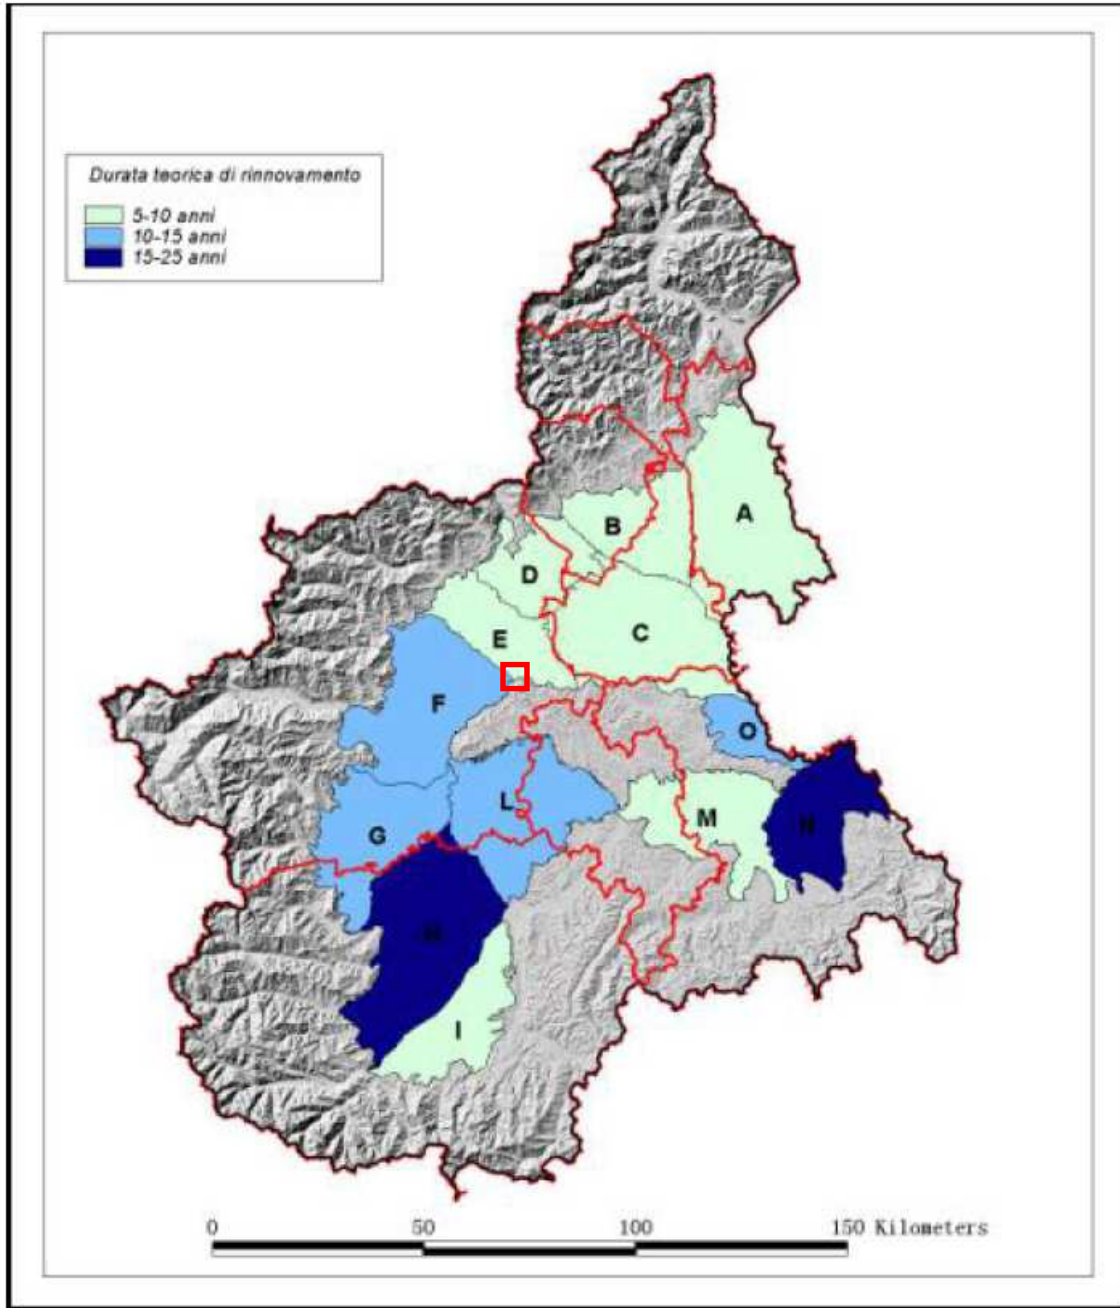 Durata teorica di rinnovamento
5-10 anni
10-15 anni
15-25 anni
A
B
D
C
E
F
O
L
M
N
G
H
I
0 50 100 150 Kilometers